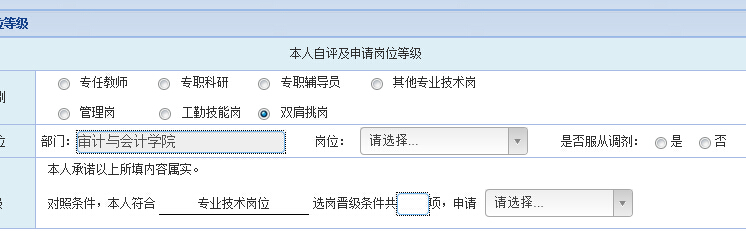 位等级
本人自评及申请岗位等级
别
专任教师 专职科研 专职辅导员 其他专业技术岗
管理岗 工勤技能岗 双肩挑岗
位 部门： 审计与会计学院 岗位： 请选择... 是否服从调剂： 是 否
本人承诺以上所填内容属实。
对照条件，本人符合 专业技术岗位 选岗晋级条件共 项，申请 请选择...